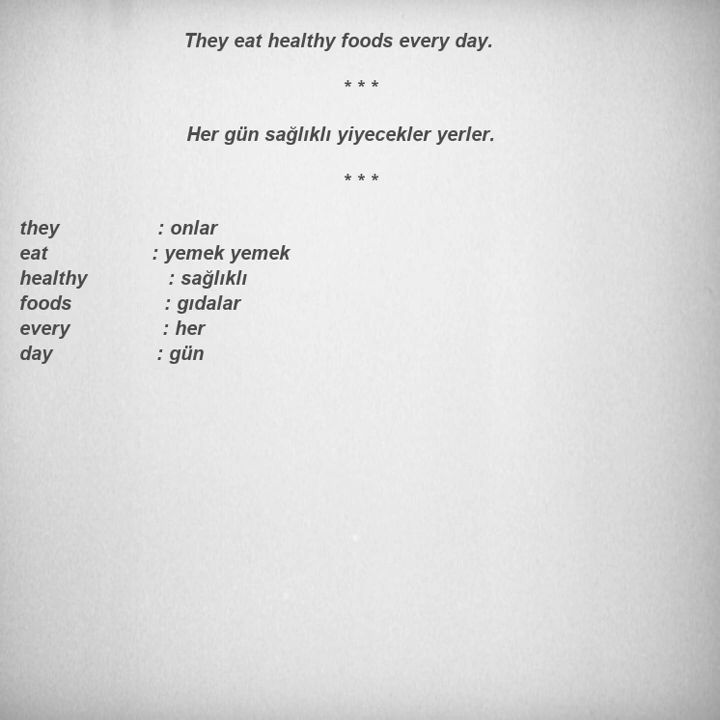 They eat healthy foods every day.
* * *
Her gün sağlıklı yiyecekler yerler.
* * *
they : onlar
eat : yemek yemek
healthy : sağlıklı
foods : gıdalar
every : her
day : gün